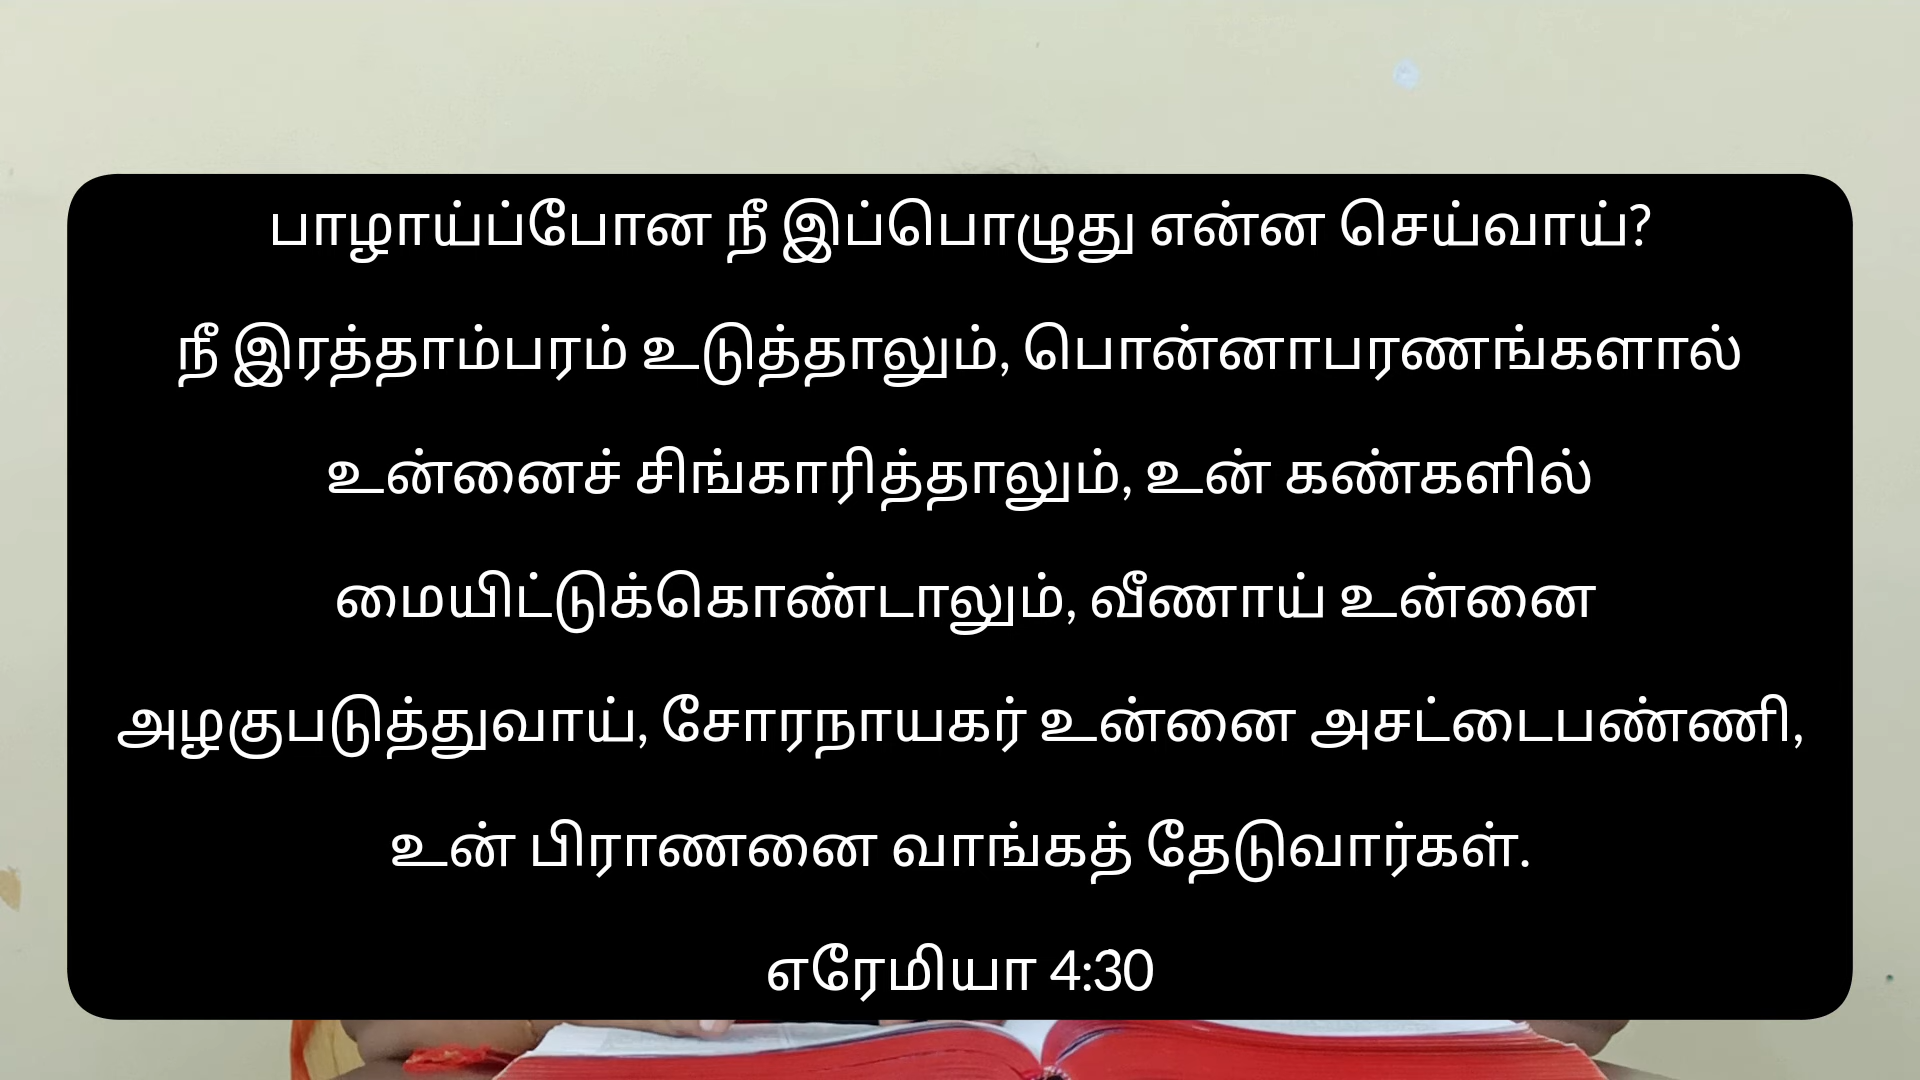 பாழாய்ப்போன நீ இப்பொழுது என்ன செய்வாய்?
நீ இரத்தாம்பரம் உடுத்தாலும், பொன்னாபரணங்களால்
உன்னைச் சிங்காரித்தாலும், உன் கண்களில்
மையிட்டுக்கொண்டாலும், வீணாய் உன்னை
அழகுபடுத்துவாய், சோரநாயகர் உன்னை அசட்டைபண்ணி,
உன் பிராணனை வாங்கத் தேடுவார்கள்.
எரேமியா 4:30